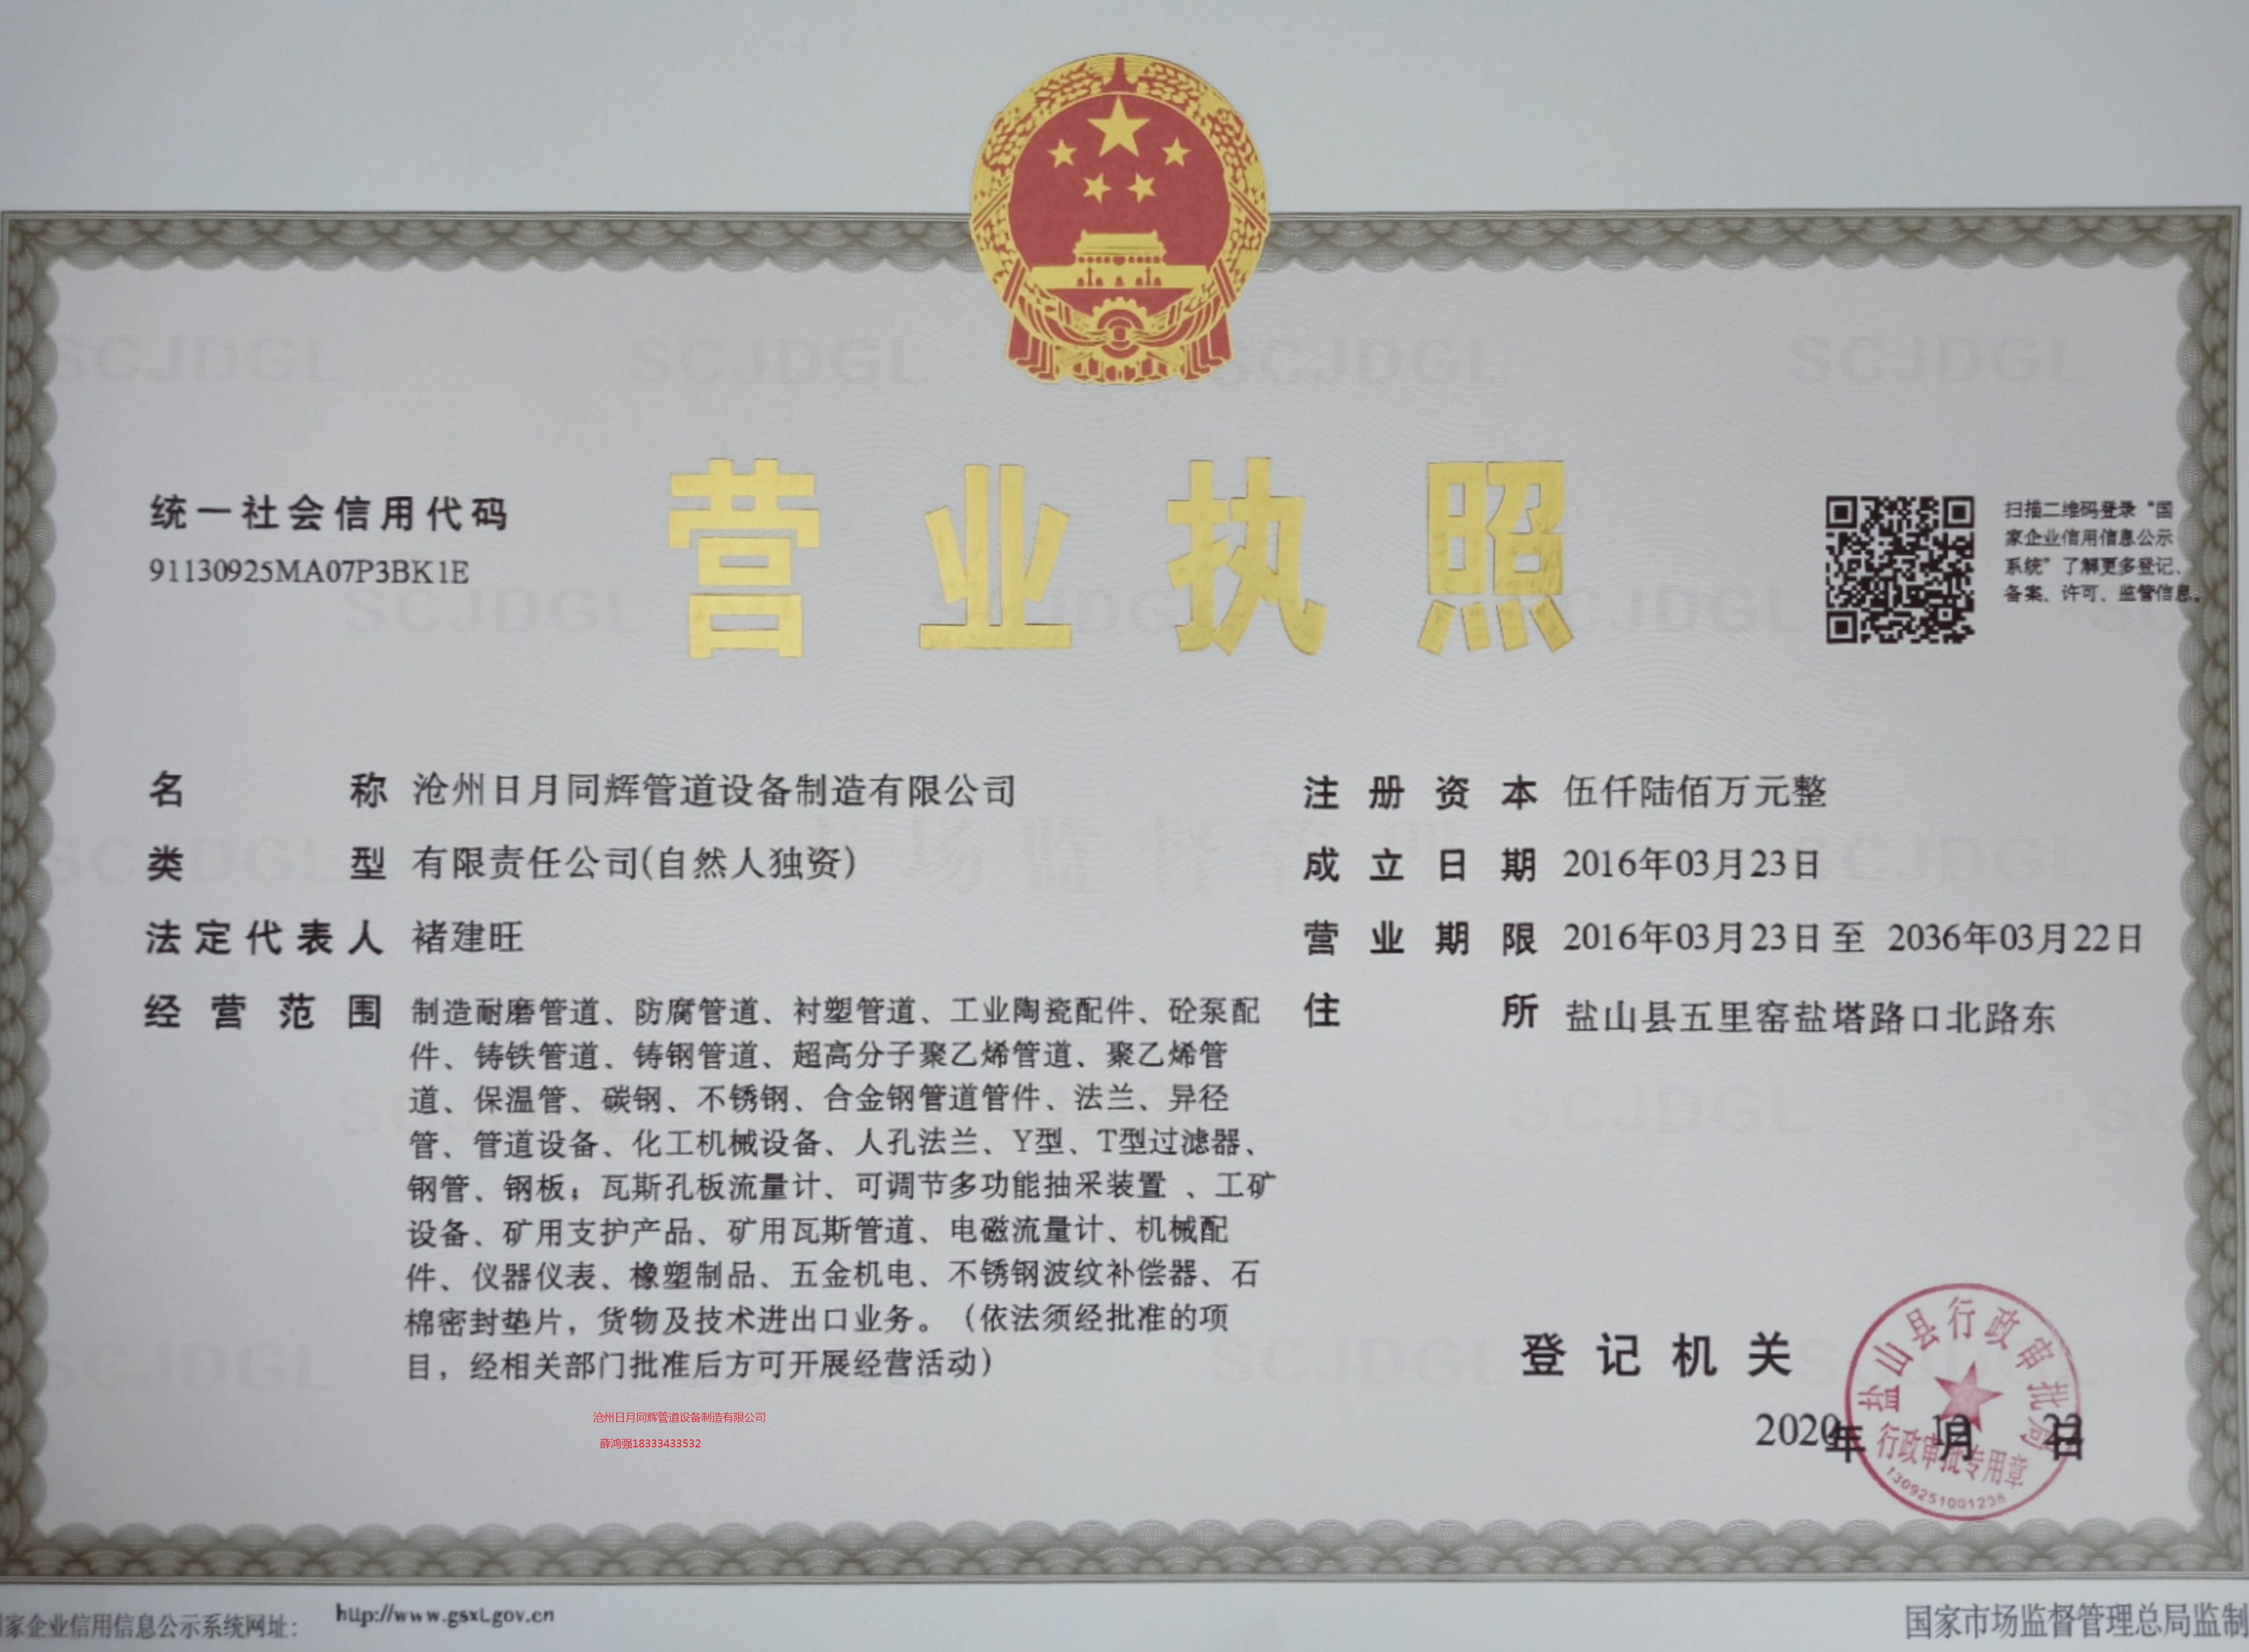 营业执照
统一社会信用代码
91130925MA07P3BK1E
扫描二维码登录“国
家企业信用信息公示
系统”了解更多登记、
备案、许可、监管信息。
名称 沧州日月同辉管道设备制造有限公司
类型 有限责任公司(自然人独资)
法定代表人 褚建旺
经营范围 制造耐磨管道、防腐管道、衬塑管道、工业陶瓷配件、砼泵配
件、铸铁管道、铸钢管道、超高分子聚乙烯管道、聚乙烯管
道、保温管、碳钢、不锈钢、合金钢管道管件、法兰、异径
管、管道设备、化工机械设备、人孔法兰、Y型、T型过滤器、
钢管、钢板；瓦斯孔板流量计、可调节多功能抽采装置 、工矿
设备、矿用支护产品、矿用瓦斯管道、电磁流量计、机械配
件、仪器仪表、橡塑制品、五金机电、不锈钢波纹补偿器、石
棉密封垫片，货物及技术进出口业务。（依法须经批准的项
目，经相关部门批准后方可开展经营活动）
注册资本 伍仟陆佰万元整
成立日期 2016年03月23日
营业期限 2016年03月23日 至 2036年03月22日
住所 盐山县五里窑盐塔路口北路东
沧州日月同辉管道设备制造有限公司
薛鸿强18333433532
登记机关
2020年 12月 22日
盐山县行政审批局
行政审批专用章
1309251001238
家企业信用信息公示系统网址：
http://www.gsxt.gov.cn
国家市场监督管理总局监制
SCJDGL
市场监督管理